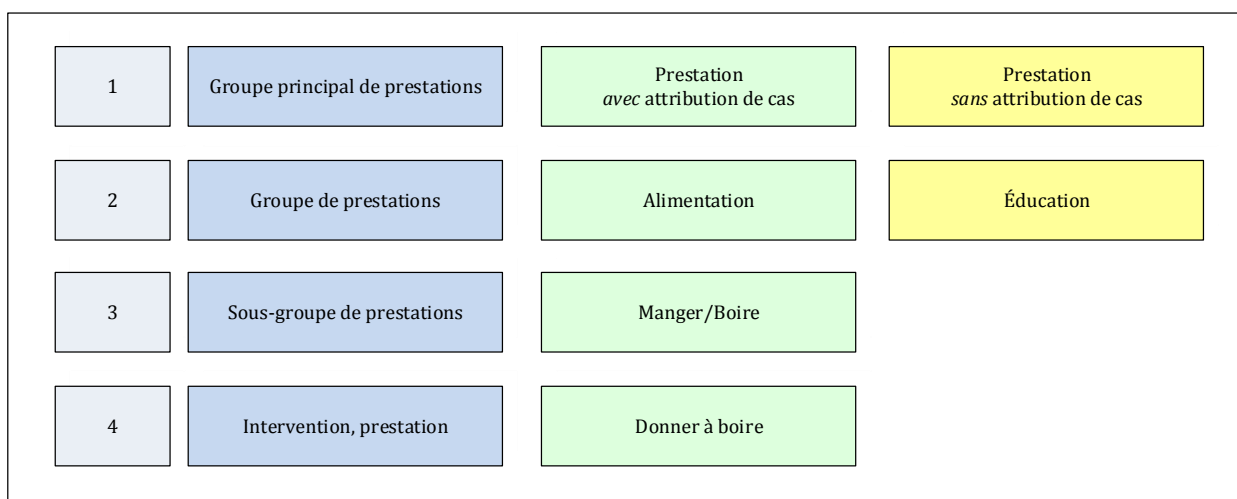 1
Groupe principal de prestations
Prestation
avec attribution de cas
Prestation
sans attribution de cas
2
Groupe de prestations
Alimentation
Éducation
3
Sous-groupe de prestations
Manger/Boire
4
Intervention, prestation
Donner à boire